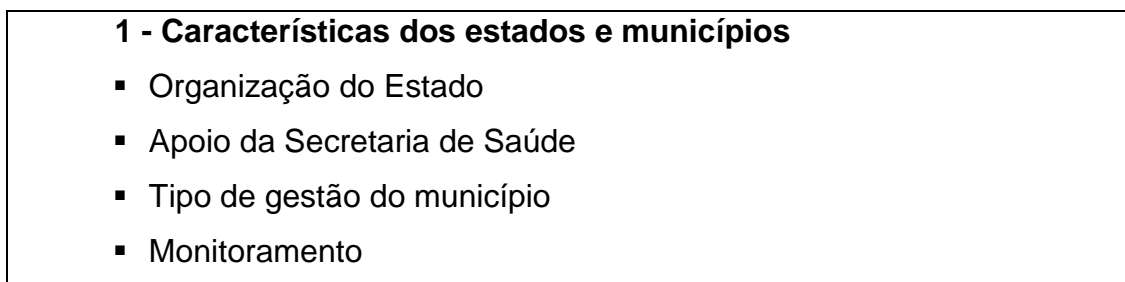 1 - Características dos estados e municípios
▪ Organização do Estado
▪ Apoio da Secretaria de Saúde
▪ Tipo de gestão do município
▪ Monitoramento